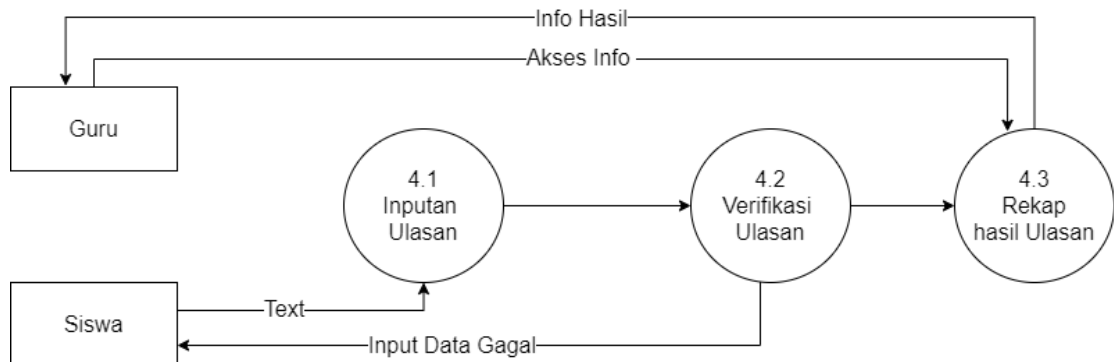 Info Hasil
Akses Info
Guru
4.1
Inputan
Ulasan
4.2
Verifikasi
Ulasan
4.3
Rekap
hasil Ulasan
Text
Siswa
Input Data Gagal